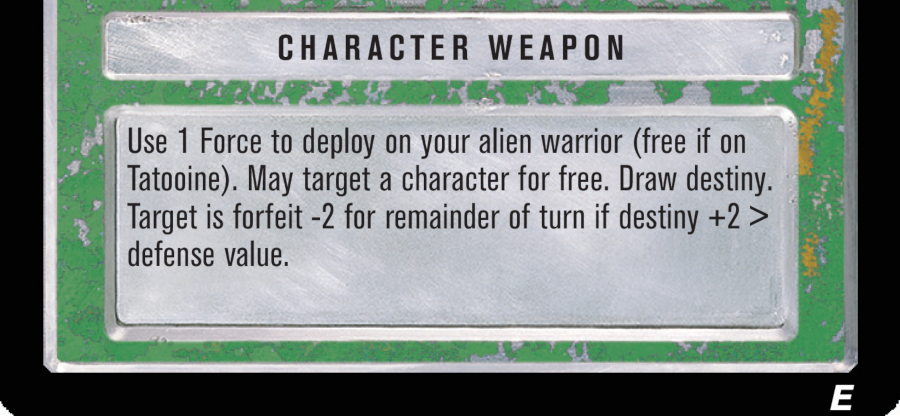 CHARACTER WEAPON
Use 1 Force to deploy on your alien warrior (free if on
Tatooine). May target a character for free. Draw destiny.
Target is forfeit -2 for remainder of turn if destiny +2 >
defense value.
E